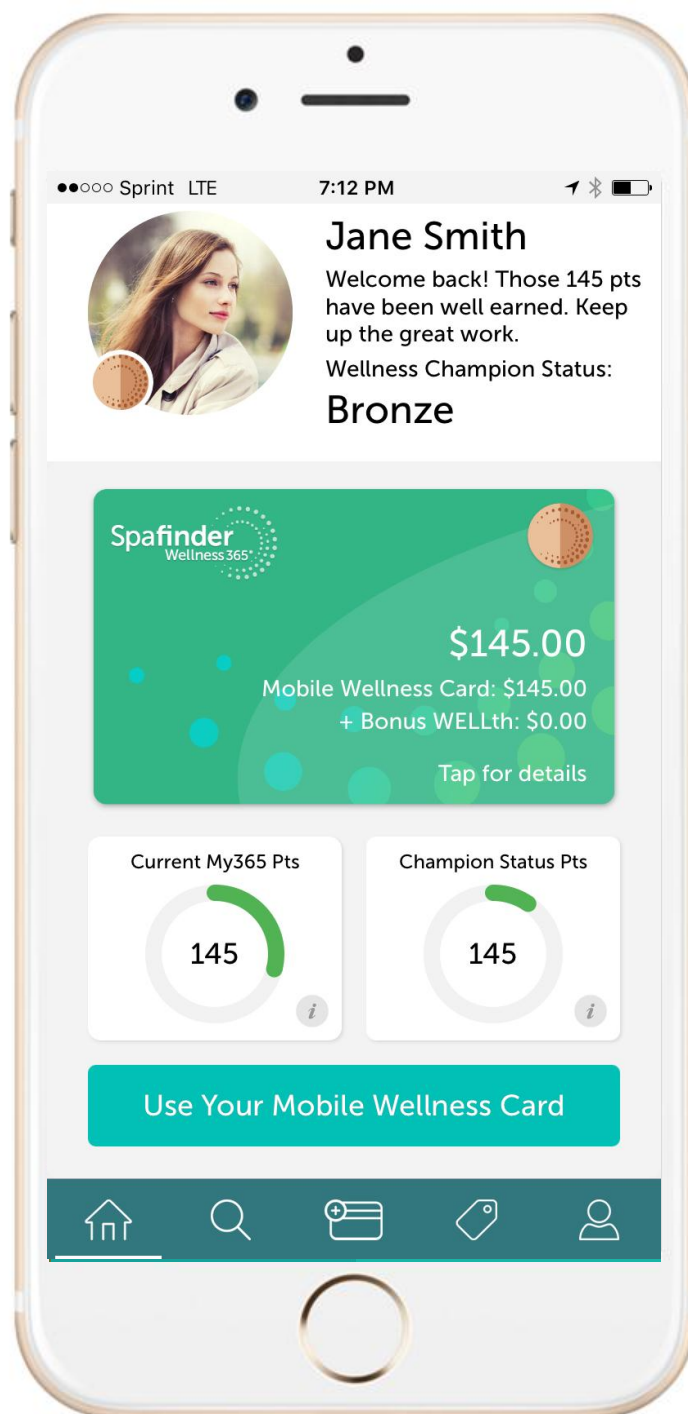 Sprint LTE 7:12 PM
Jane Smith
Welcome back! Those 145 pts
have been well earned. Keep
up the great work.
Wellness Champion Status:
Bronze
Spafinder
Wellness 365®
$145.00
Mobile Wellness Card: $145.00
+ Bonus WELLth: $0.00
Tap for details
Current My365 Pts
145
i
Champion Status Pts
145
i
Use Your Mobile Wellness Card